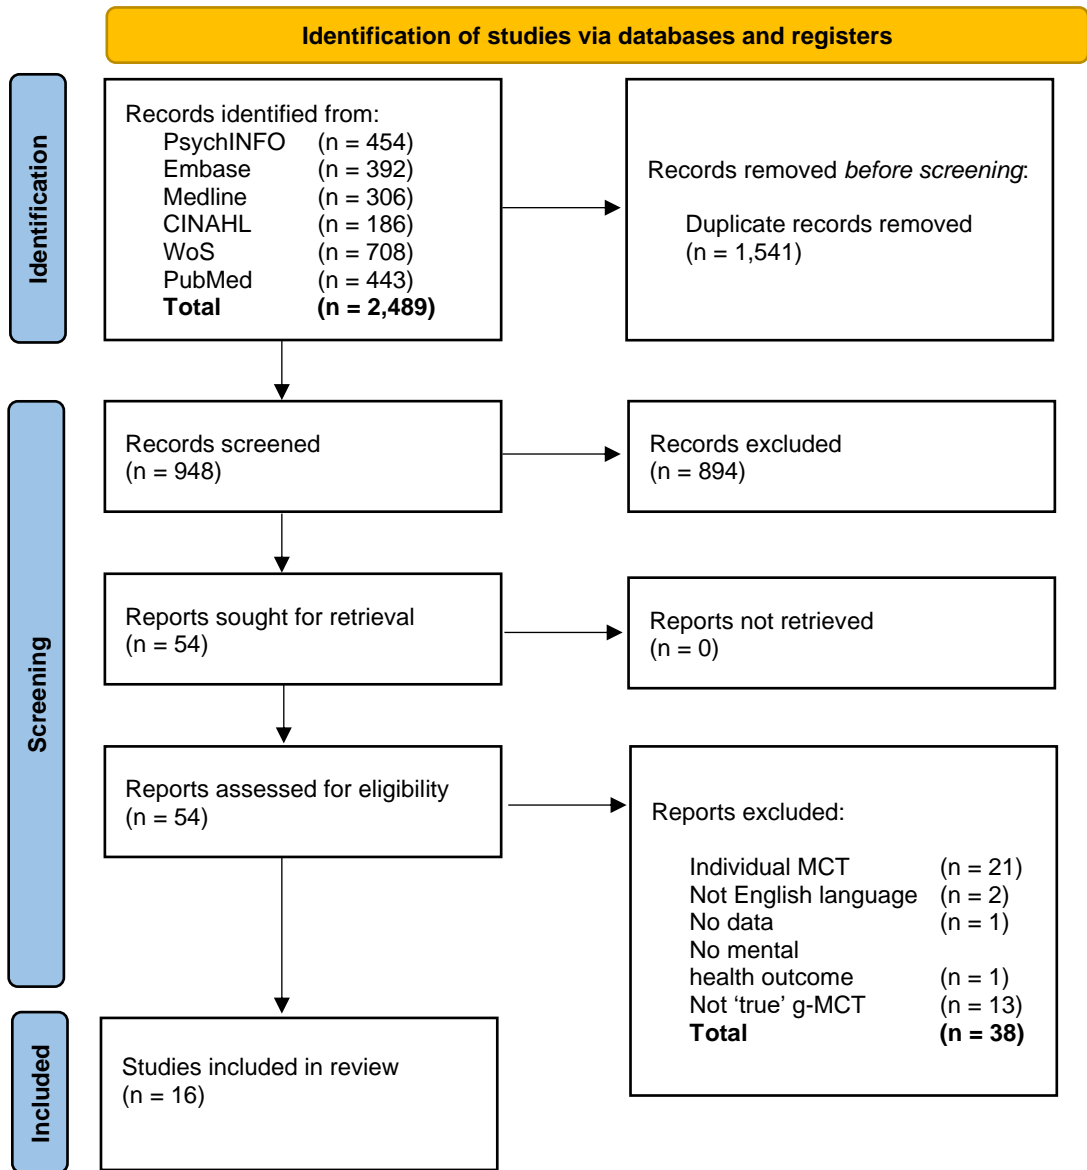 Identification of studies via databases and registers
Identification
Records identified from:
PsychINFO (n = 454)
Embase (n = 392)
Medline (n = 306)
CINAHL (n = 186)
WoS (n = 708)
PubMed (n = 443)
Total (n = 2,489)
Records removed before screening:
Duplicate records removed
(n = 1,541)
Screening
Records screened
(n = 948)
Records excluded
(n = 894)
Reports sought for retrieval
(n = 54)
Reports not retrieved
(n = 0)
Reports assessed for eligibility
(n = 54)
Reports excluded:
Individual MCT (n = 21)
Not English language (n = 2)
No data (n = 1)
No mental
health outcome (n = 1)
Not ‘true’ g-MCT (n = 13)
Total (n = 38)
Included
Studies included in review
(n = 16)